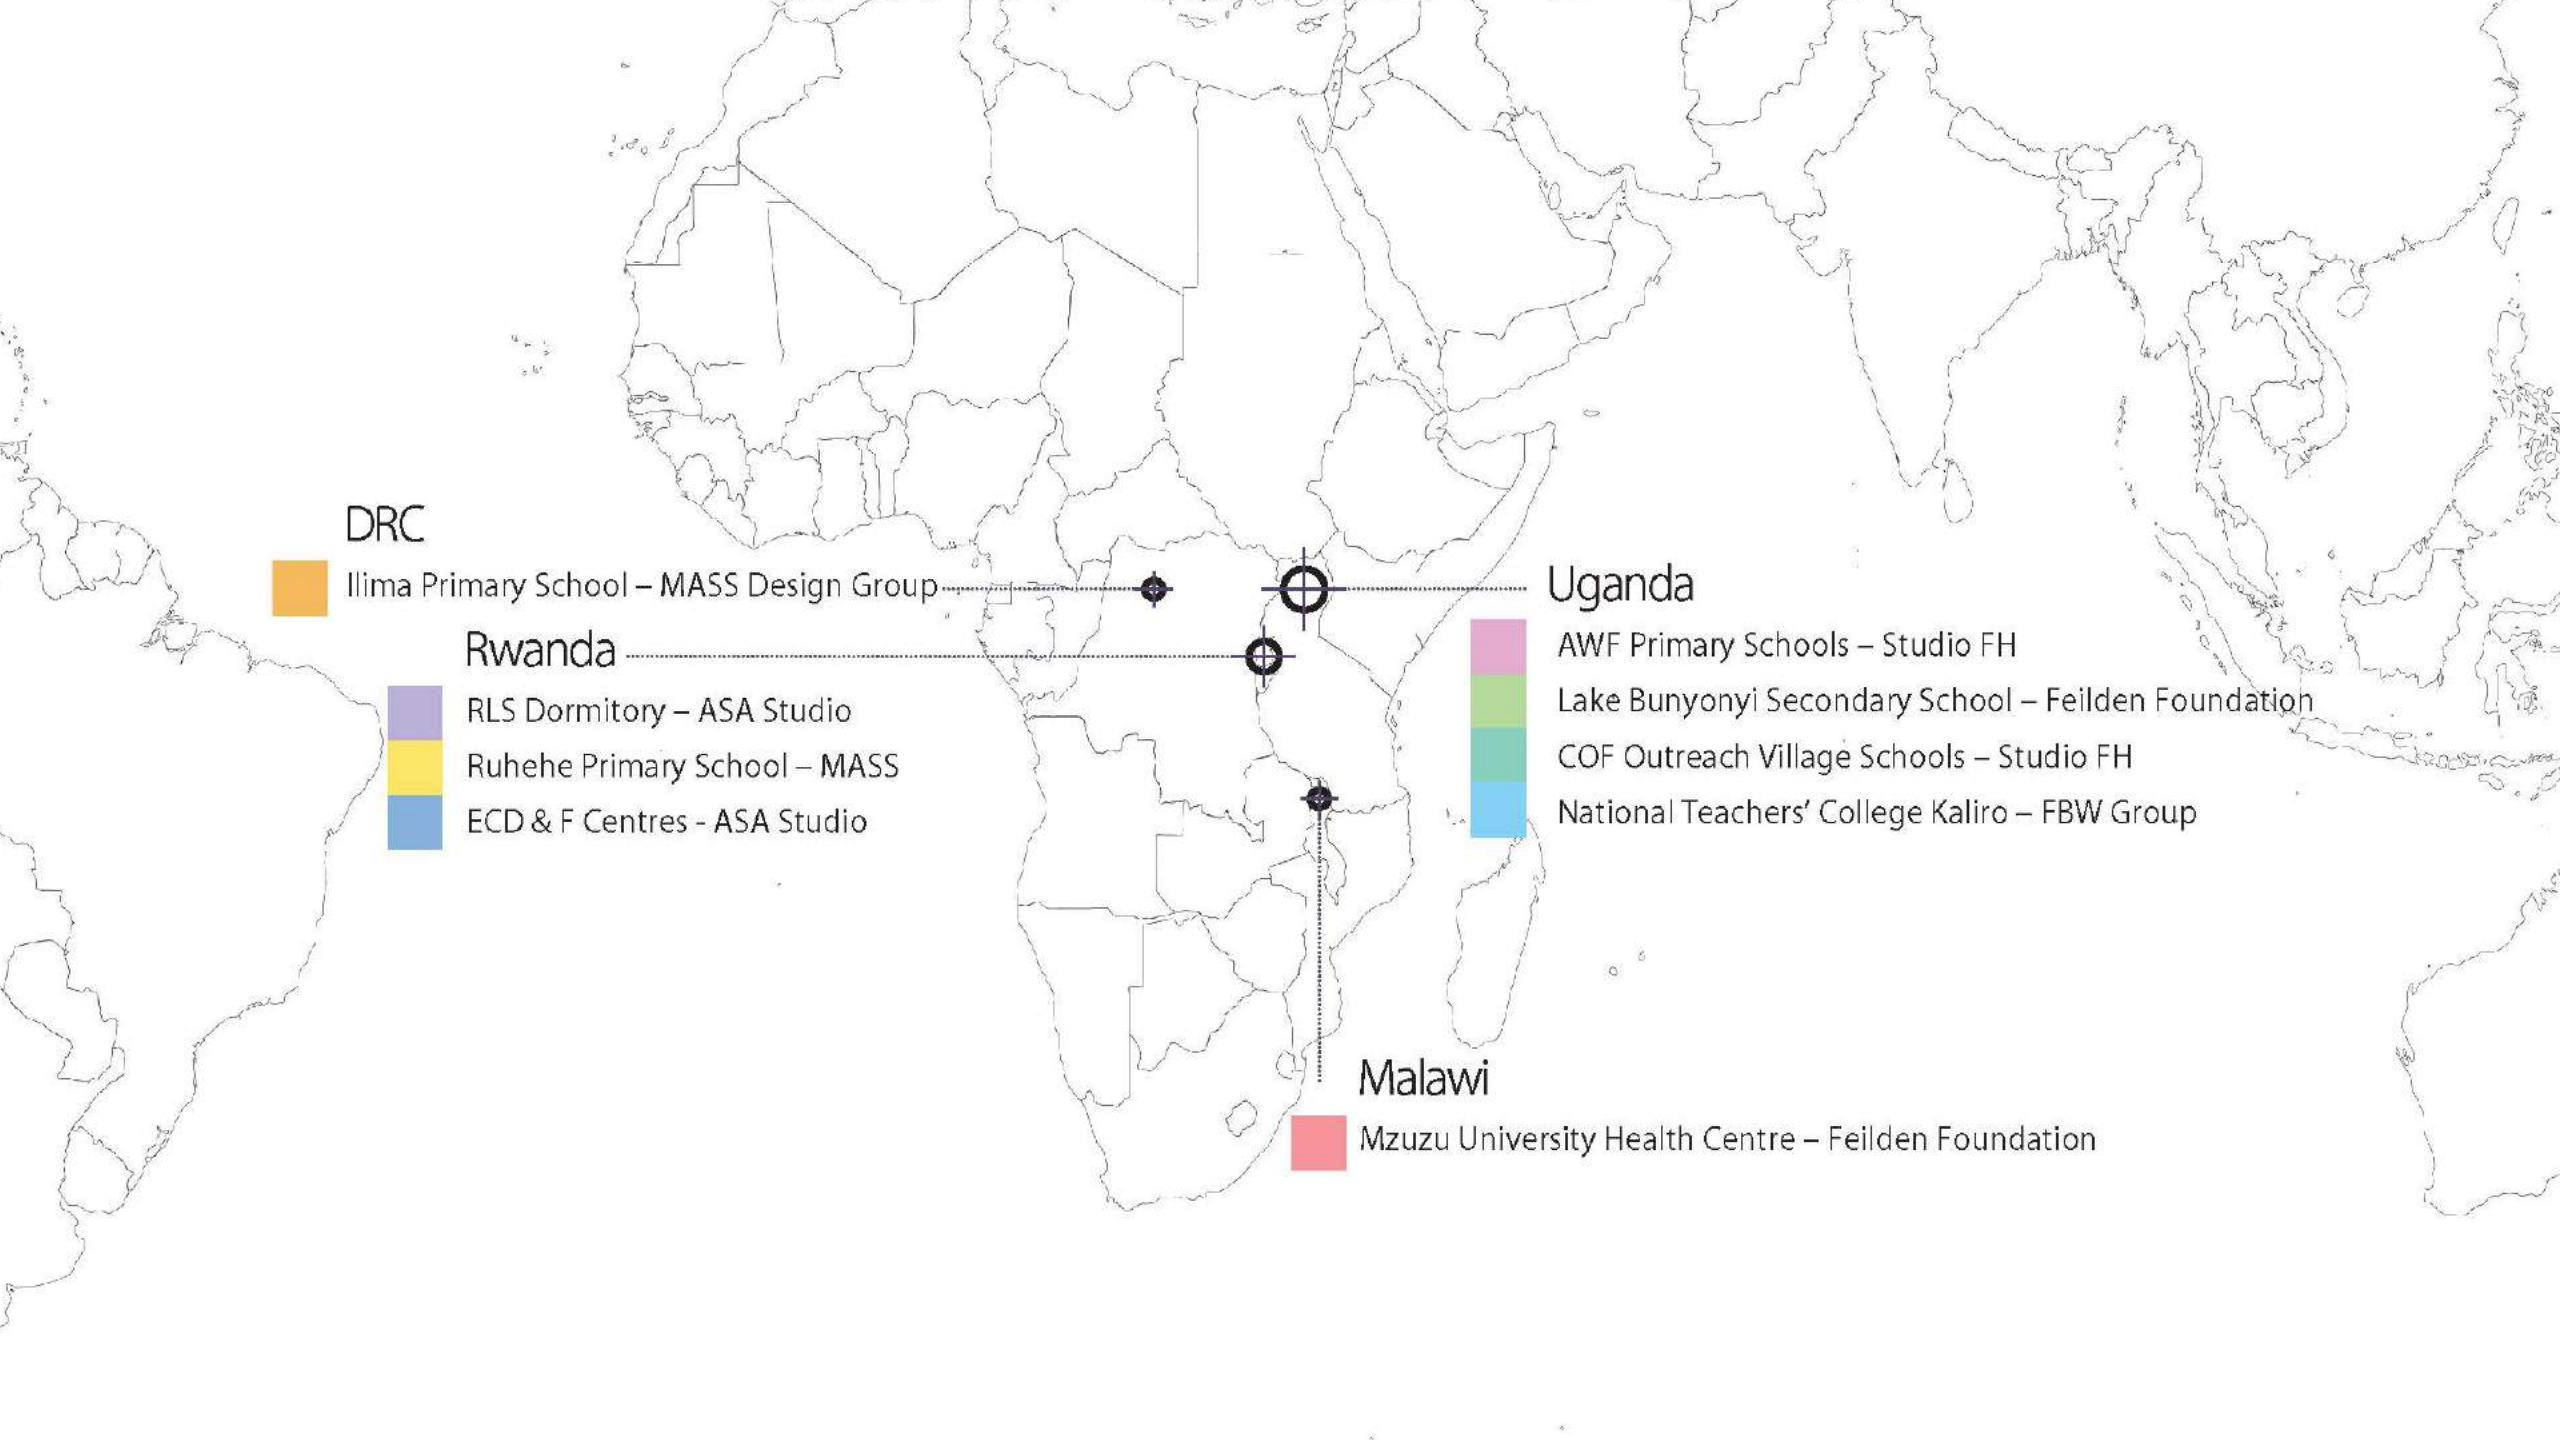 DRC
Ilima Primary School – MASS Design Group
Rwanda
RLS Dormitory – ASA Studio
Ruhehe Primary School – MASS
ECD & F Centres - ASA Studio
Uganda
AWF Primary Schools – Studio FH
Lake Bunyonyi Secondary School – Feilden Foundation
COF Outreach Village Schools – Studio FH
National Teachers' College Kaliro – FBW Group
Malawi
Mzuzu University Health Centre – Feilden Foundation